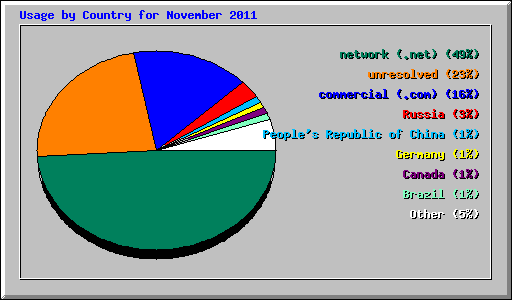 Usage by Country for November 2011
network (.net) (49%)
unresolved (23%)
commercial (.com) (16%)
Russia (3%)
People's Republic of China (1%)
Germany (1%)
Canada (1%)
Brazil (1%)
Other (5%)